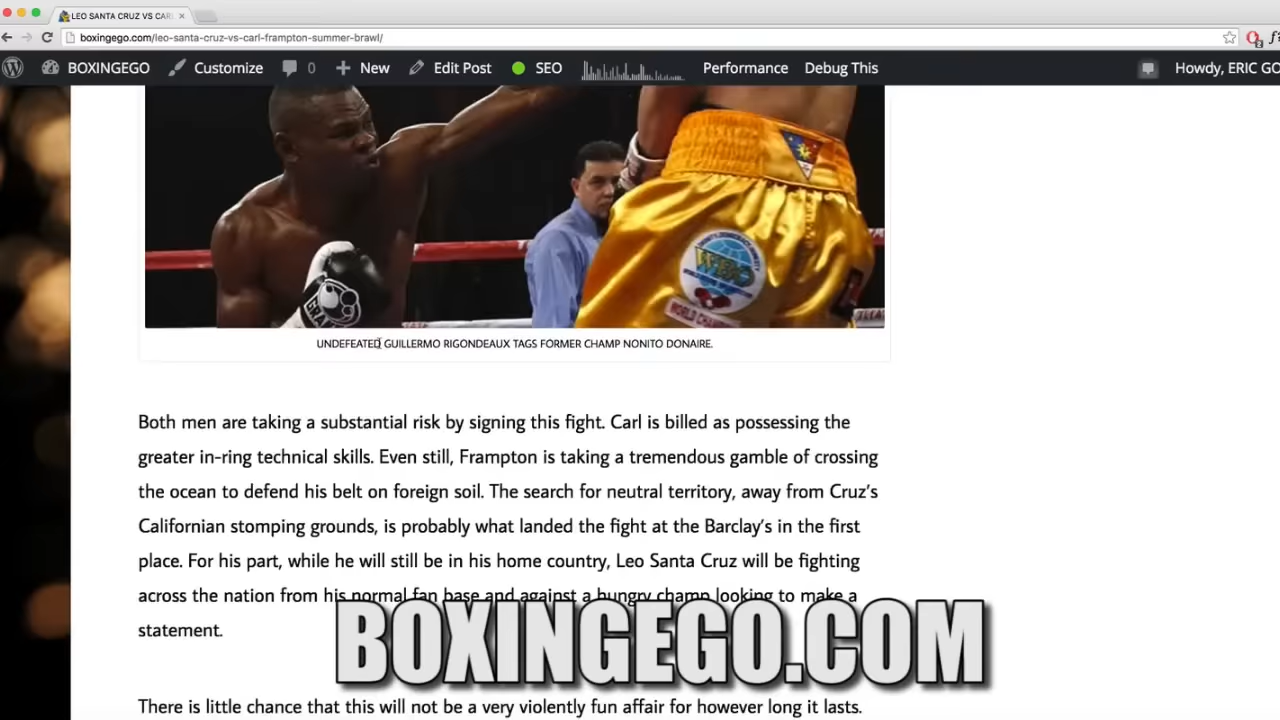 LEO SANTA CRUZ VS CARL
boxingego.com/leo-santa-cruz-vs-carl-frampton-summer-brawl/
BOXINGEGO Customize 0 New Edit Post SEO Performance Debug This Howdy, ERIC GO
WBO
WORLD CHAMP
UNDEFEATED GUILLERMO RIGONDEAUX TAGS FORMER CHAMP NONITO DONAIRE.
Both men are taking a substantial risk by signing this fight. Carl is billed as possessing the
greater in-ring technical skills. Even still, Frampton is taking a tremendous gamble of crossing
the ocean to defend his belt on foreign soil. The search for neutral territory, away from Cruz's
Californian stomping grounds, is probably what landed the fight at the Barclay's in the first
place. For his part, while he will still be in his home country, Leo Santa Cruz will be fighting
across the nation from his normal fan base and against a hungry champ looking to make a
statement.
BOXINGEGO.COM
There is little chance that this will not be a very violently fun affair for however long it lasts.